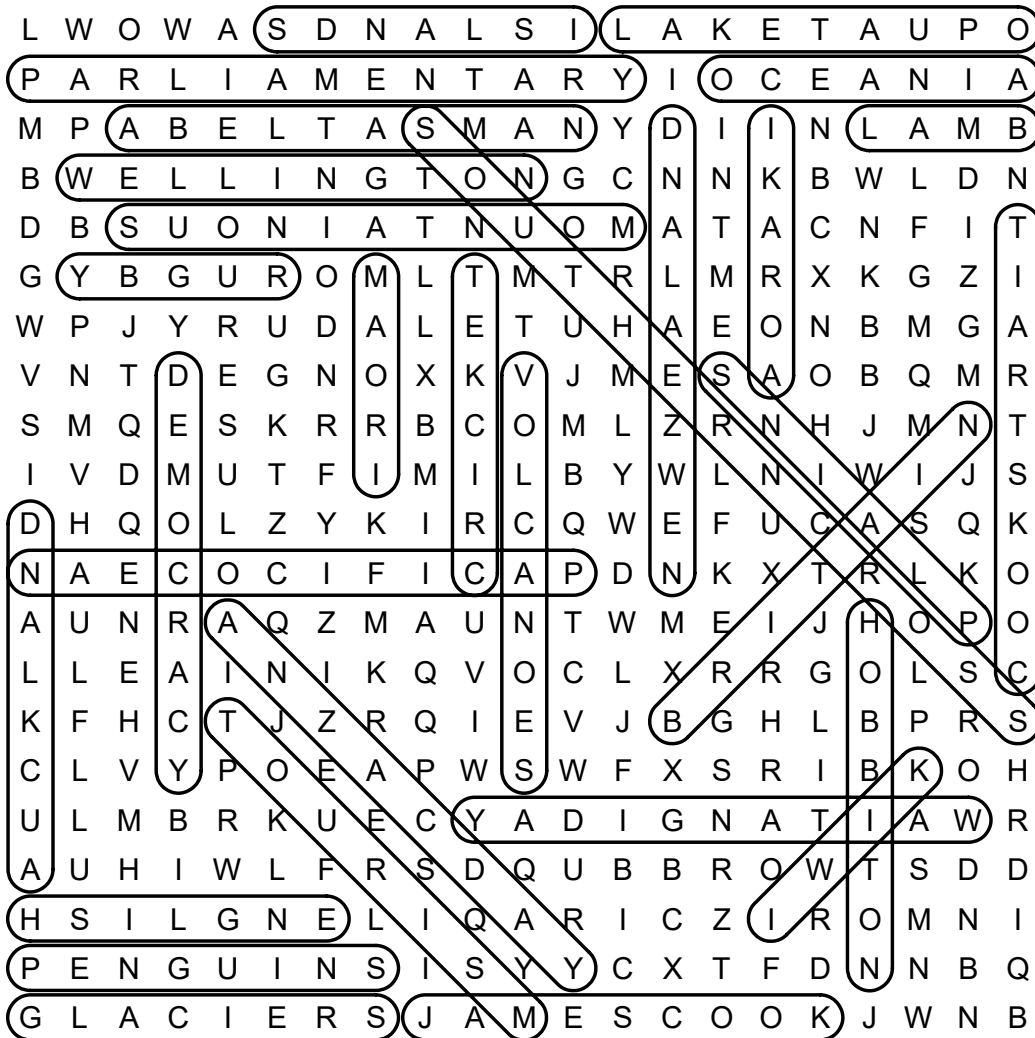 L W O W A S D N A L S I L A K E T A U P O
P A R L I A M E N T A R Y I O C E A N I A
M P A B E L T A S M A N Y D I I N L A M B
B W E L L I N G T O N G C N N K B W L D N
D B S U O N I A T N U O M A T A C N F I T
G Y B G U R O M L T M T R L M R X K G Z I
W P J Y R U D A L E T U H A E O N B M G A
V N T D E G N O X K V J M E S A O B Q M R
S M Q E S K R R B C O M L Z R N H J M N T
I V D M U T F I M I L B Y W L N I W I J S
D H Q O L Z Y K I R C Q W E F U C A S Q K
N A E C O C I F I C A P D N K X T R L K O
A U N R A Q Z M A U N T W M E I J H O P O
L L E A I N I K Q V O C L X R R G O L S C
K F H C T J Z R Q I E V J B G H L B P R S
C L V Y P O E A P W S W F X S R I B K O H
U L M B R K U E C Y A D I G N A T I A W R
A U H I W L F R S D Q U B B R O W T S D D
H S I L G N E L I Q A R I C Z I R O M N I
P E N G U I N S I S Y Y C X T F D N N B Q
G L A C I E R S J A M E S C O O K J W N B